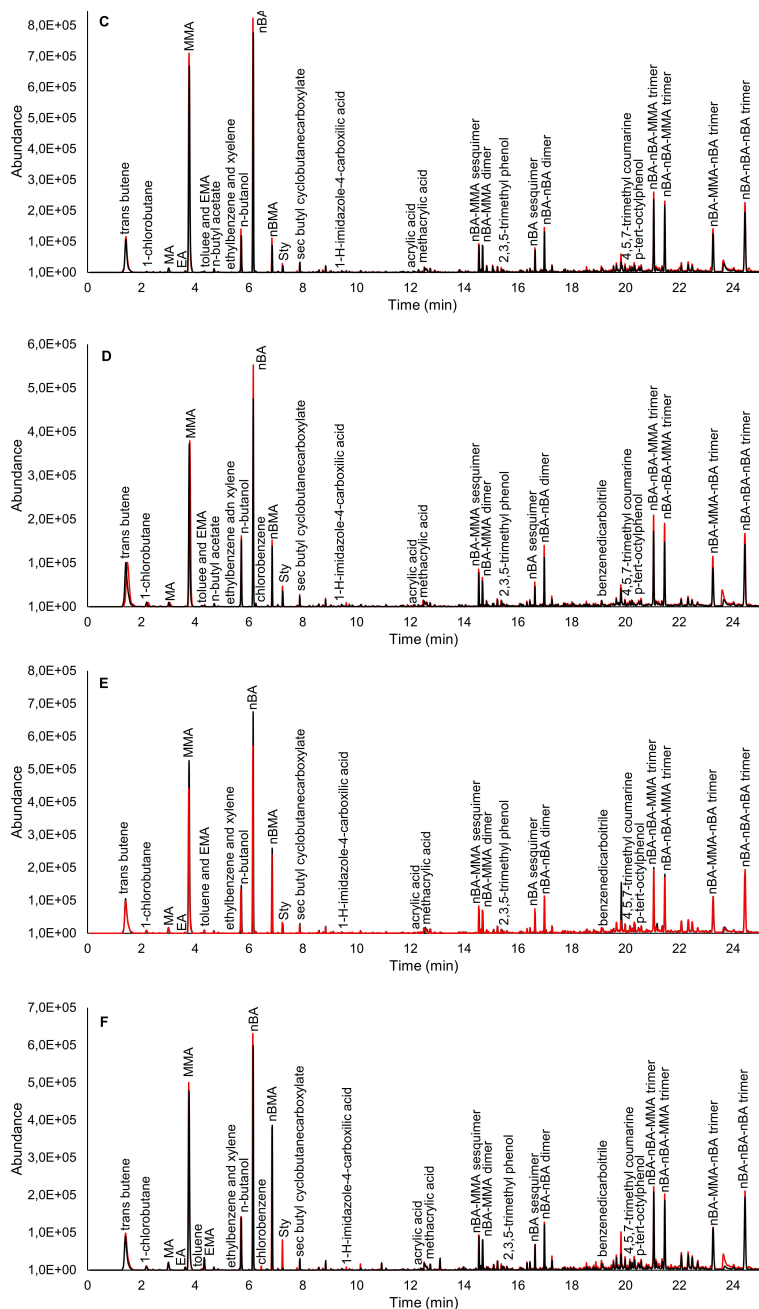 C
8,0E+05
7,0E+05
6,0E+05
5,0E+05
4,0E+05
3,0E+05
2,0E+05
1,0E+05
1,0E+00
Abundance
trans butene
1-chlorobutane
MA
EA
MMA
toluee and EMA
n-butyl acetate
ethylbenzene and xyelene
n-butanol
nBA
nBMA
Sty
sec butyl cyclobutanecarboxylate
1-H-imidazole-4-carboxilic acid
acrylic acid
methacrylic acid
nBA-MMA sesquimer
nBA-MMA dimer
2,3,5-trimethyl phenol
nBA sesquimer
nBA-nBA dimer
4,5,7-trimethyl coumarine
p-tert-octylphenol
nBA-nBA-MMA trimer
nBA-nBA-MMA trimer
nBA-MMA-nBA trimer
nBA-nBA-nBA trimer
0 2 4 6 8 10 12 14 16 18 20 22 24
Time (min)
D
6,0E+05
5,0E+05
4,0E+05
3,0E+05
2,0E+05
1,0E+05
1,0E+00
Abundance
trans butene
1-chlorobutane
MA
MMA
toluee and EMA
n-butyl acetate
ethylbenzene adn xylene
n-butanol
nBA
chlorobenzene
nBMA
Sty
sec butyl cyclobutanecarboxylate
1-H-imidazole-4-carboxilic acid
acrylic acid
methacrylic acid
nBA-MMA sesquimer
nBA-MMA dimer
2,3,5-trimethyl phenol
nBA sesquimer
nBA-nBA dimer
benzenedicarboitrile
4,5,7-trimethyl coumarine
p-tert-octylphenol
nBA-nBA-MMA trimer
nBA-nBA-MMA trimer
nBA-MMA-nBA trimer
nBA-nBA-nBA trimer
0 2 4 6 8 10 12 14 16 18 20 22 24
Time (min)
E
8,0E+05
7,0E+05
6,0E+05
5,0E+05
4,0E+05
3,0E+05
2,0E+05
1,0E+05
1,0E+00
Abundance
trans butene
1-chlorobutane
MA
EA
MMA
toluene and EMA
ethylbenzene and xylene
n-butanol
nBA
nBMA
Sty
sec butyl cyclobutanecarboxylate
1-H-imidazole-4-carboxilic acid
acrylic acid
methacrylic acid
nBA-MMA sesquimer
nBA-MMA dimer
2,3,5-trimethyl phenol
nBA sesquimer
nBA-nBA dimer
benzenedicarboitrile
4,5,7-trimethyl coumarine
p-tert-octylphenol
nBA-nBA-MMA trimer
nBA-nBA-MMA trimer
nBA-MMA-nBA trimer
nBA-nBA-nBA trimer
0 2 4 6 8 10 12 14 16 18 20 22 24
Time (min)
F
7,0E+05
6,0E+05
5,0E+05
4,0E+05
3,0E+05
2,0E+05
1,0E+05
1,0E+00
Abundance
trans butene
1-chlorobutane
MA
EA
MMA
toluene
EMA
ethylbenzene and xylene
n-butanol
nBA
chlorobenzene
nBMA
Sty
sec butyl cyclobutanecarboxylate
1-H-imidazole-4-carboxilic acid
acrylic acid
methacrylic acid
nBA-MMA sesquimer
nBA-MMA dimer
2,3,5-trimethyl phenol
nBA sesquimer
nBA-nBA dimer
benzenedicarboitrile
4,5,7-trimethyl coumarine
p-tert-octylphenol
nBA-nBA-MMA trimer
nBA-nBA-MMA trimer
nBA-MMA-nBA trimer
nBA-nBA-nBA trimer
0 2 4 6 8 10 12 14 16 18 20 22 24
Time (min)